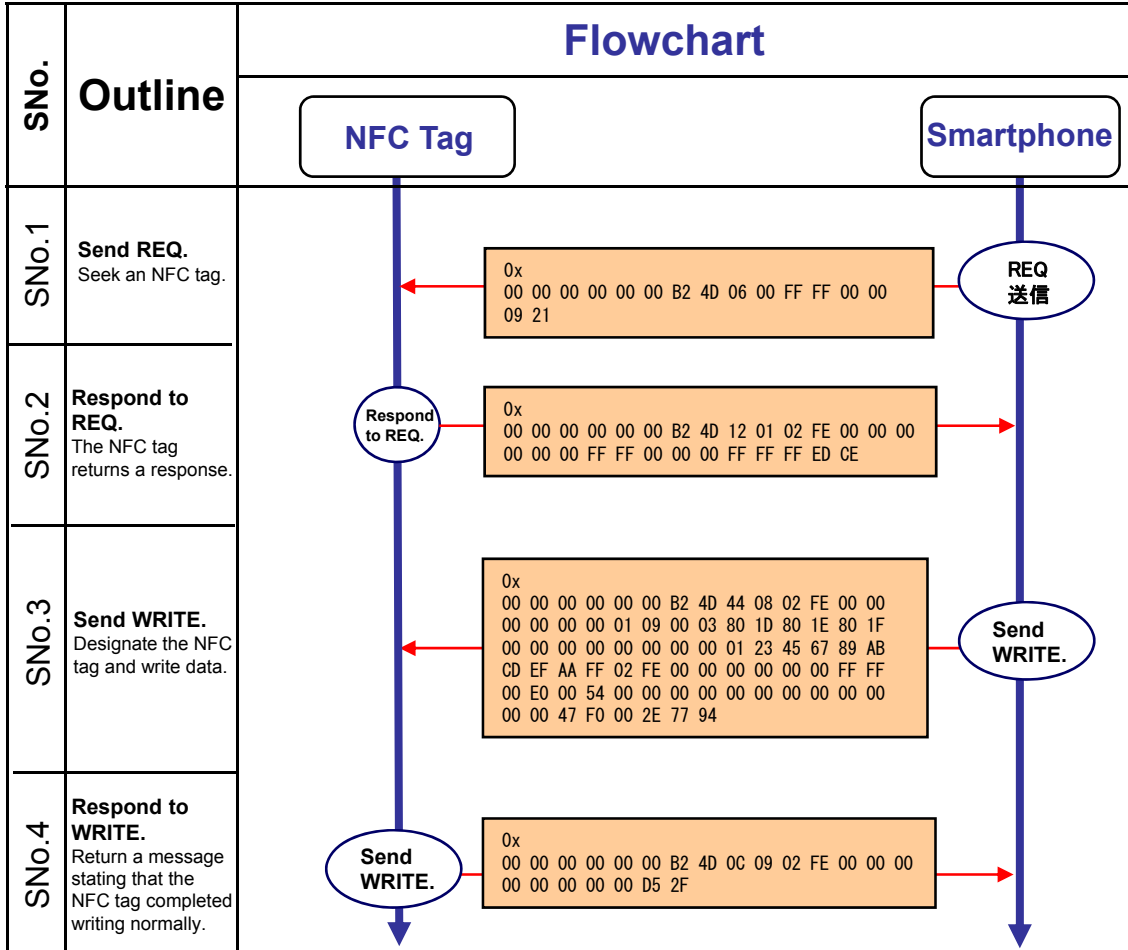 SNo.
Outline
Flowchart
NFC Tag
Smartphone
SNo.1
Send REQ.
Seek an NFC tag.
0x
00 00 00 00 00 00 B2 4D 06 00 FF FF 00 00
09 21
REQ
送信
SNo.2
Respond to
REQ.
The NFC tag
returns a response.
Respond
to REQ.
0x
00 00 00 00 00 00 B2 4D 12 01 02 FE 00 00 00
00 00 00 FF FF 00 00 00 FF FF FF ED CE
SNo.3
Send WRITE.
Designate the NFC
tag and write data.
0x
00 00 00 00 00 00 B2 4D 44 08 02 FE 00 00
00 00 00 00 01 09 00 03 80 1D 80 1E 80 1F
00 00 00 00 00 00 00 00 01 23 45 67 89 AB
CD EF AA FF 02 FE 00 00 00 00 00 00 FF FF
00 E0 00 54 00 00 00 00 00 00 00 00 00 00
00 00 47 F0 00 2E 77 94
Send
WRITE.
SNo.4
Respond to
WRITE.
Return a message
stating that the
NFC tag completed
writing normally.
Send
WRITE.
0x
00 00 00 00 00 00 B2 4D 0C 09 02 FE 00 00 00
00 00 00 00 00 D5 2F